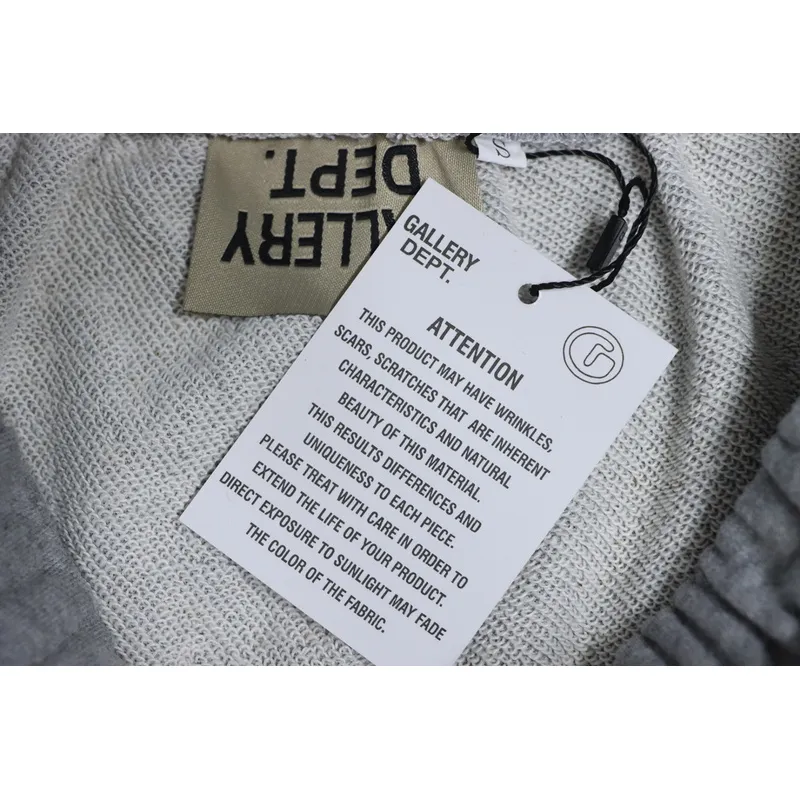 GALLERY
DEPT.
S
GALLERY
DEPT.
ATTENTION
THIS PRODUCT MAY HAVE WRINKLES,
SCARS, SCRATCHES THAT ARE INHERENT
CHARACTERISTICS AND NATURAL
BEAUTY OF THIS MATERIAL.
THIS RESULTS DIFFERENCES AND
UNIQUENESS TO EACH PIECE.
PLEASE TREAT WITH CARE IN ORDER TO
EXTEND THE LIFE OF YOUR PRODUCT.
DIRECT EXPOSURE TO SUNLIGHT MAY FADE
THE COLOR OF THE FABRIC.
G